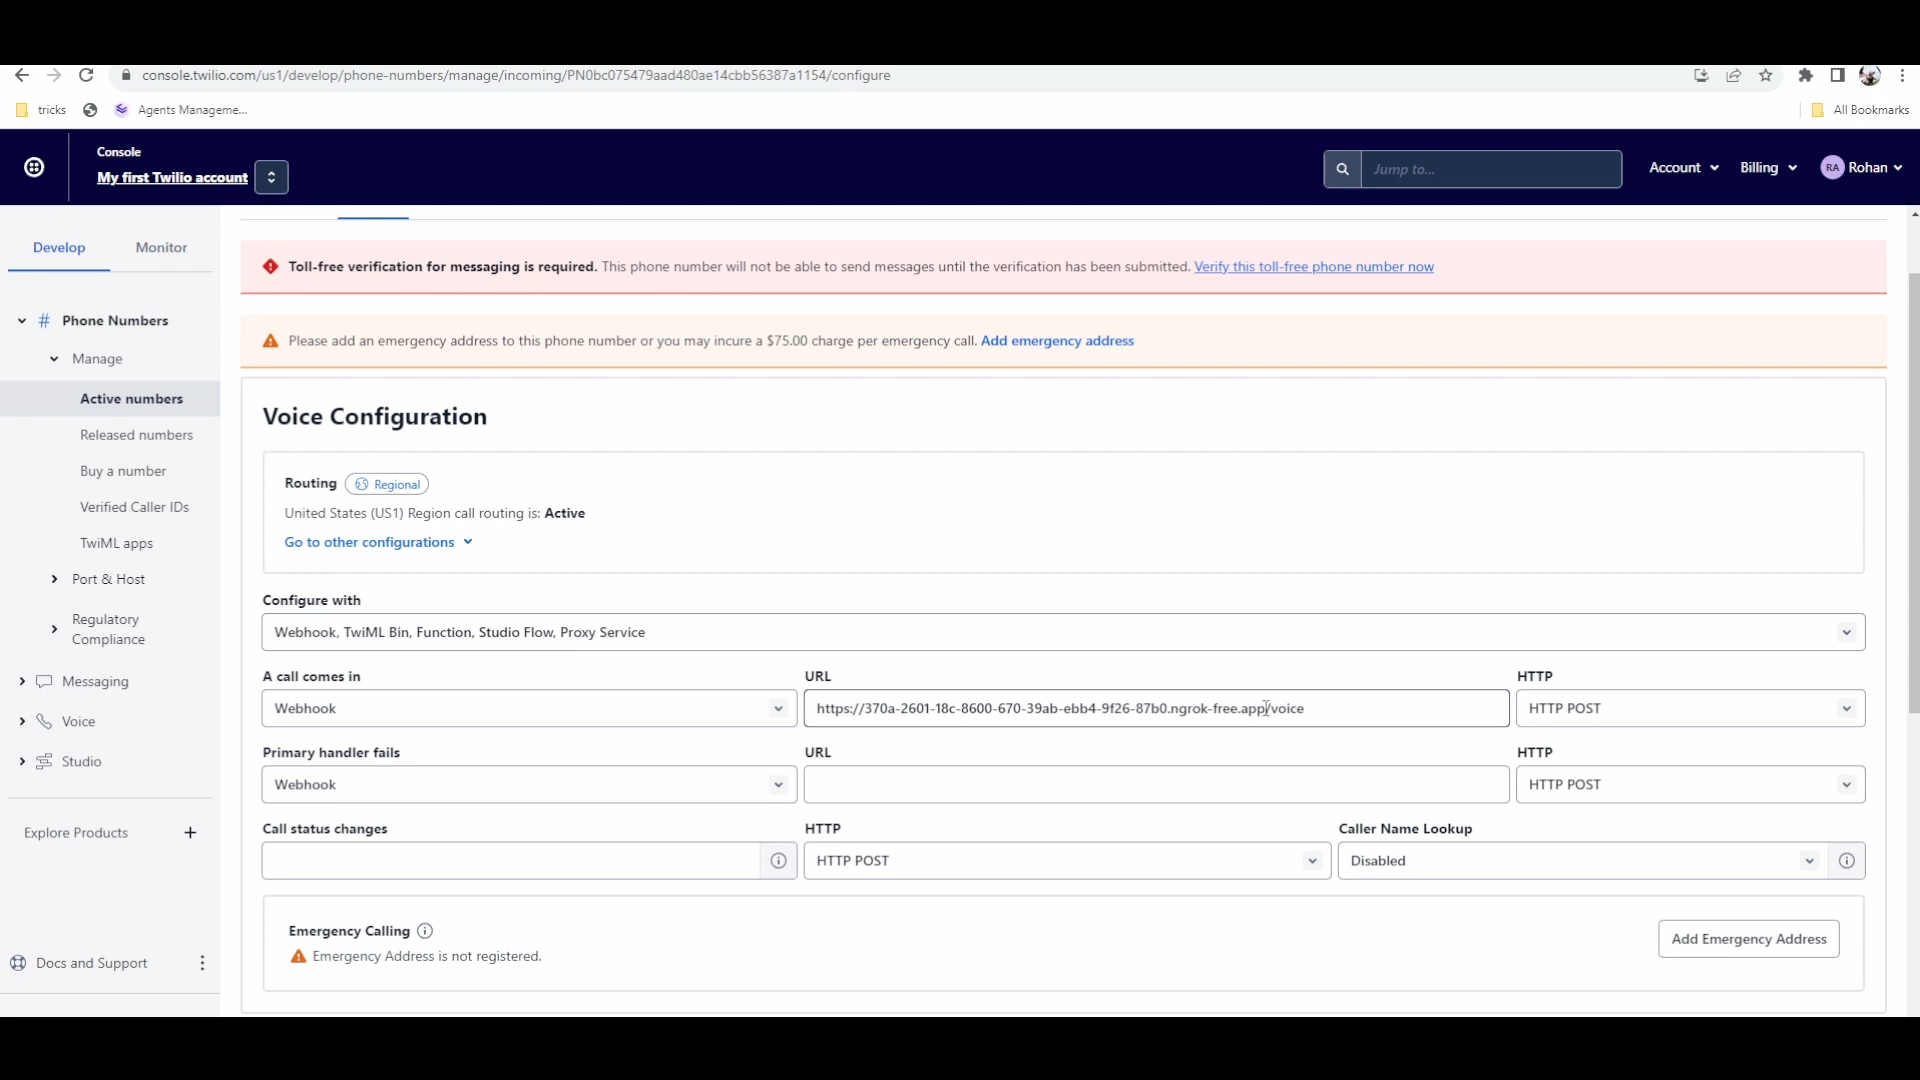 console.twilio.com/us1/develop/phone-numbers/manage/incoming/PN0bc075479aad480ae14cbb56387a1154/configure
tricks
Agents Manageme...
All Bookmarks
Console
My first Twilio account
Jump to...
Account
Billing
RA
Rohan
Develop
Monitor
Toll-free verification for messaging is required. This phone number will not be able to send messages until the verification has been submitted. Verify this toll-free phone number now
Please add an emergency address to this phone number or you may incure a $75.00 charge per emergency call. Add emergency address
# Phone Numbers
Manage
Active numbers
Released numbers
Buy a number
Verified Caller IDs
TwiML apps
Port & Host
Regulatory
Compliance
Messaging
Voice
Studio
Explore Products +
Docs and Support
Voice Configuration
Routing
Regional
United States (US1) Region call routing is: Active
Go to other configurations
Configure with
Webhook, TwiML Bin, Function, Studio Flow, Proxy Service
A call comes in
URL
HTTP
Webhook
https://370a-2601-18c-8600-670-39ab-ebb4-9f26-87b0.ngrok-free.app/voice
HTTP POST
Primary handler fails
URL
HTTP
Webhook
HTTP POST
Call status changes
HTTP
Caller Name Lookup
HTTP POST
Disabled
Emergency Calling
Emergency Address is not registered.
Add Emergency Address